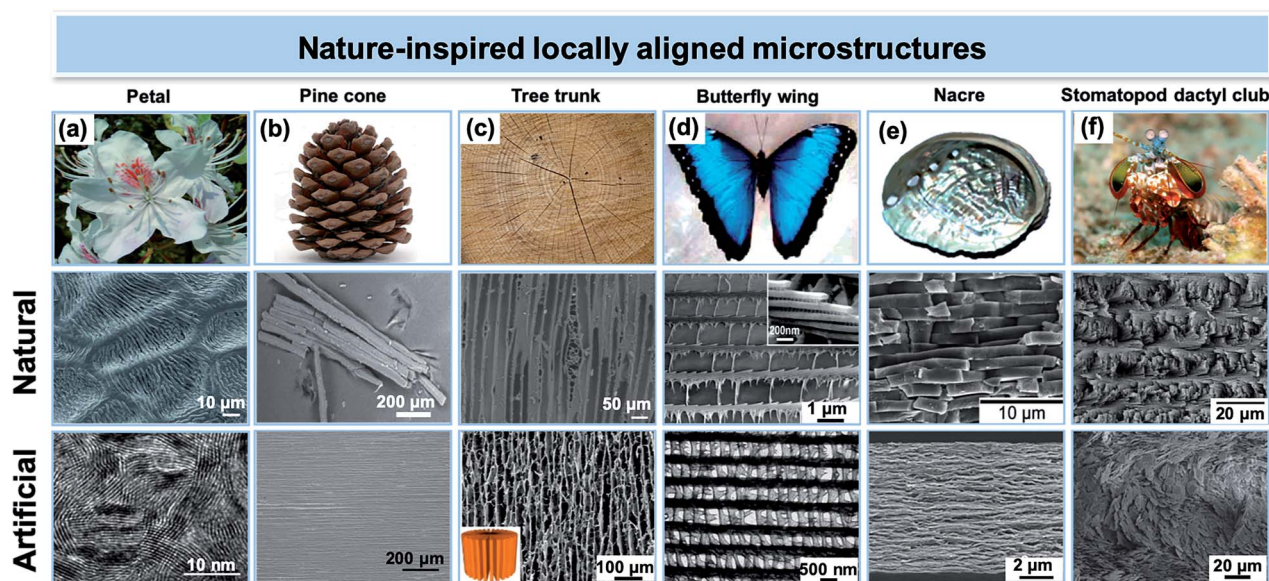 Nature-inspired locally aligned microstructures
Petal Pine cone Tree trunk Butterfly wing Nacre Stomatopod dactyl club
(a) (b) (c) (d) (e) (f)
Natural
200nm
10 µm 200 µm 50 µm 1 µm 10 µm 20 µm
Artificial
10 nm 200 µm 100 µm 500 nm 2 µm 20 µm